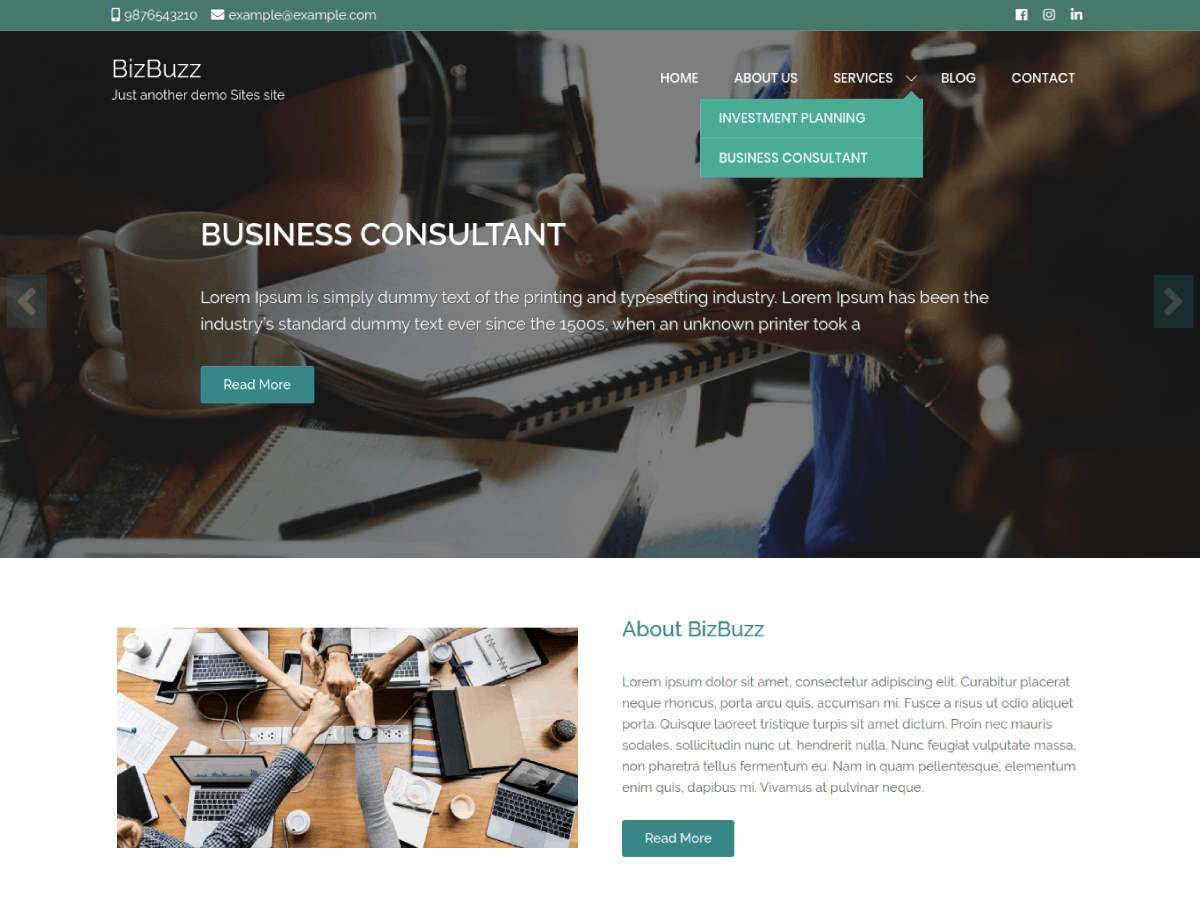 9876543210 example@example.com
BizBuzz
Just another demo Sites site
HOME ABOUT US SERVICES BLOG CONTACT
INVESTMENT PLANNING
BUSINESS CONSULTANT
BUSINESS CONSULTANT
Lorem Ipsum is simply dummy text of the printing and typesetting industry. Lorem Ipsum has been the
industry's standard dummy text ever since the 1500s, when an unknown printer took a
Read More
About BizBuzz
Lorem ipsum dolor sit amet, consectetur adipiscing elit. Curabitur placerat
neque rhoncus, porta arcu quis, accumsan mi. Fusce a risus ut odio aliquet
porta. Quisque laoreet tristique turpis sit amet dictum. Proin nec mauris
sodales, sollicitudin nunc ut, hendrerit nulla. Nunc feugiat vulputate massa,
non pharetra tellus fermentum eu. Nam in quam pellentesque, elementum
enim quis, dapibus mi. Vivamus at pulvinar neque.
Read More